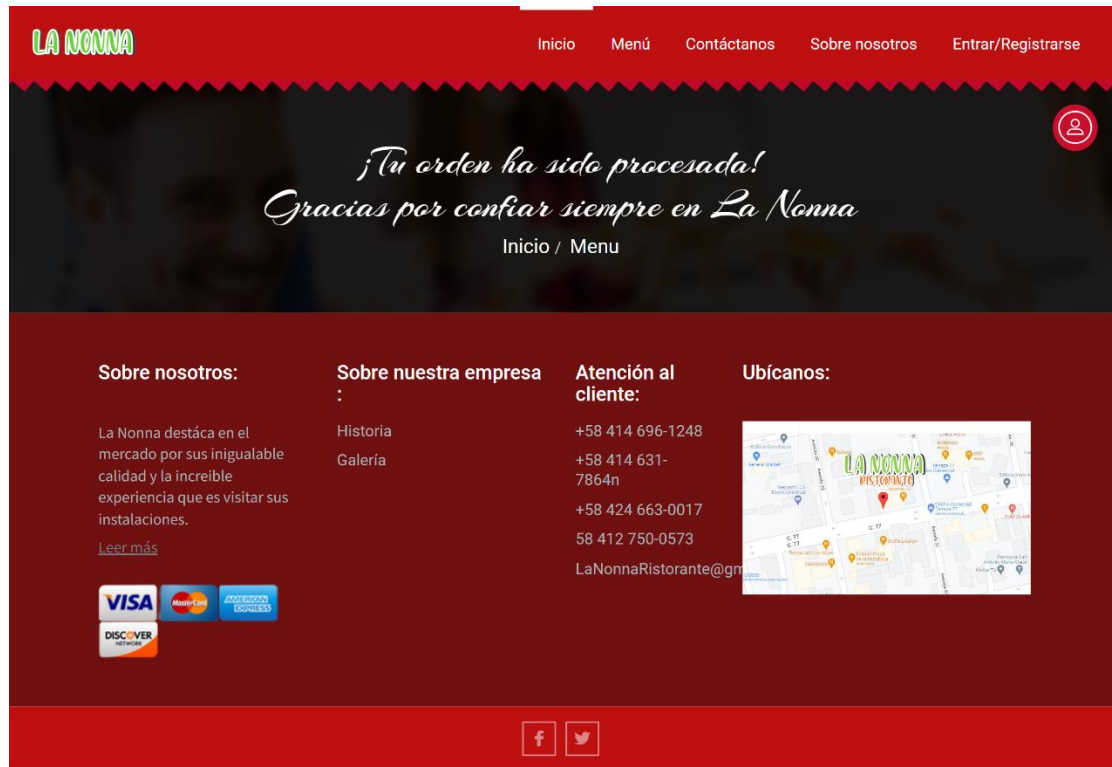 LA NONNA
Inicio Menú Contáctanos Sobre nosotros Entrar/Registrarse
¡Tu orden ha sido procesada!
Gracias por confiar siempre en La Nonna
Inicio / Menu
Sobre nosotros:
La Nonna destáca en el
mercado por sus inigualable
calidad y la increible
experiencia que es visitar sus
instalaciones.
Leer más
VISA MasterCard AMERICAN EXPRESS
DISCOVER
NETWORK
Sobre nuestra empresa
:
Historia
Galería
Atención al
cliente:
+58 414 696-1248
+58 414 631-
7864n
+58 424 663-0017
58 412 750-0573
LaNonnaRistorante@gm
Ubícanos:
LA NONNA
RISTORANTE
C. 77
C. 77